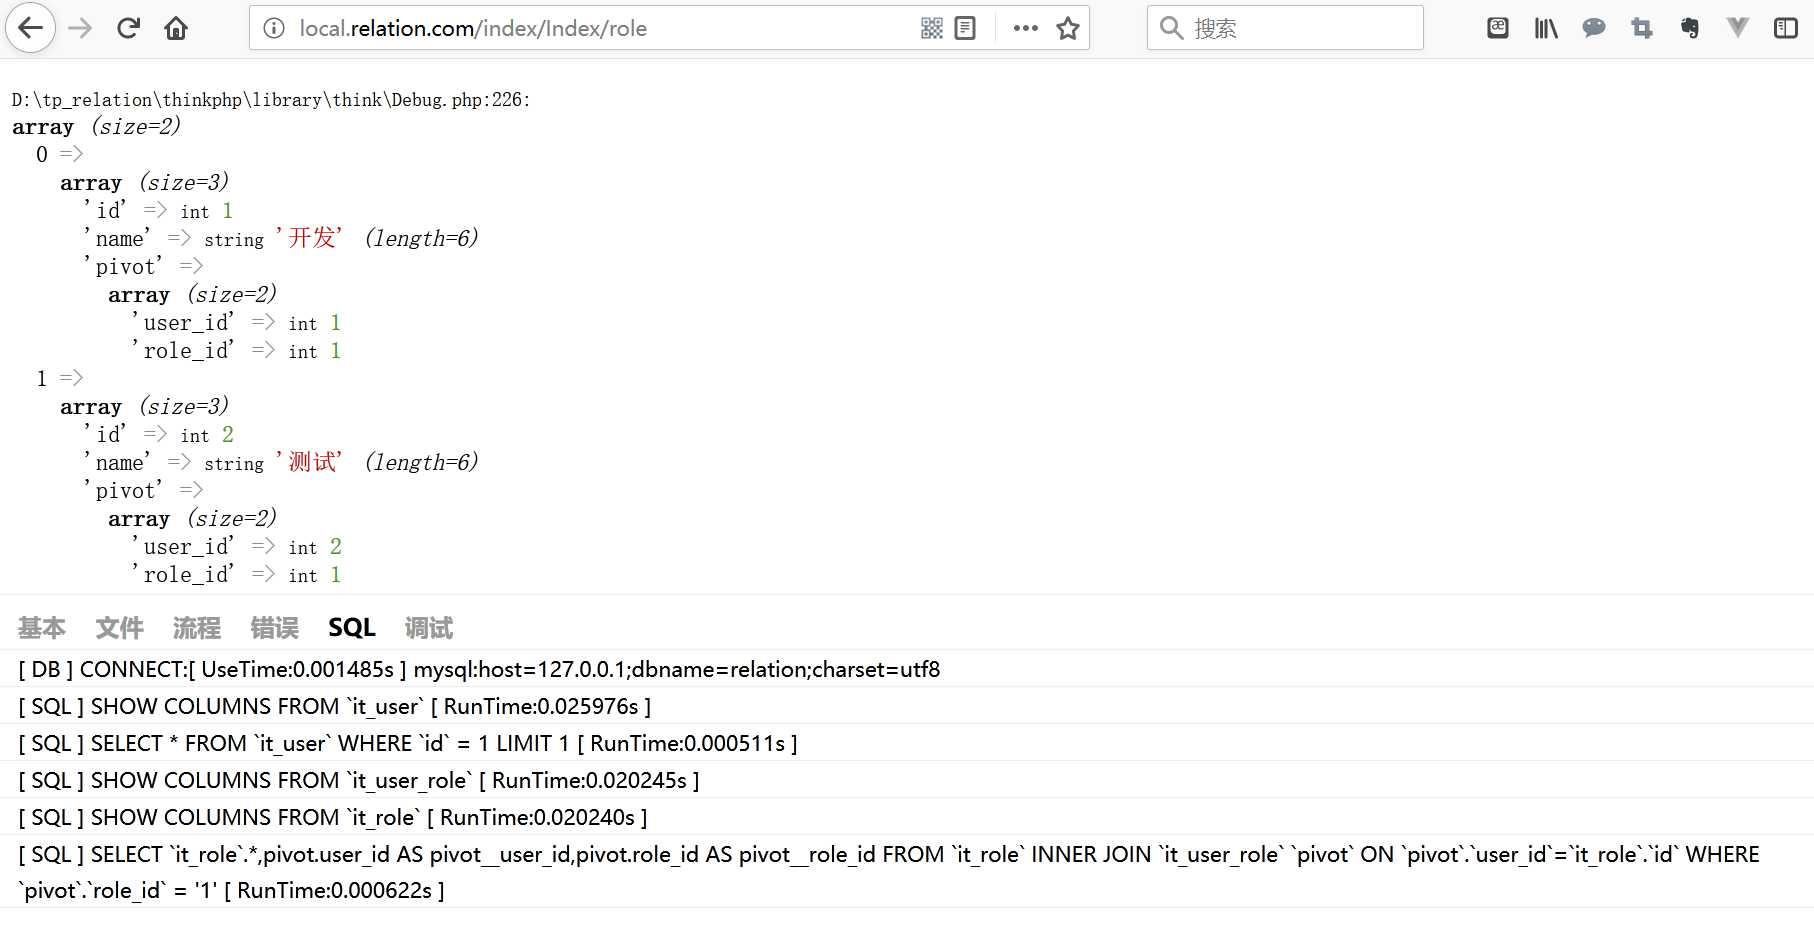 local.relation.com/index/Index/role
搜索
D:\tp_relation\thinkphp\library\think\Debug.php:226:
array (size=2)
0 =>
array (size=3)
'id' => int 1
'name' => string '开发' (length=6)
'pivot' =>
array (size=2)
'user_id' => int 1
'role_id' => int 1
1 =>
array (size=3)
'id' => int 2
'name' => string '测试' (length=6)
'pivot' =>
array (size=2)
'user_id' => int 2
'role_id' => int 1
基本 文件 流程 错误 SQL 调试
[ DB ] CONNECT:[ UseTime:0.001485s ] mysql:host=127.0.0.1;dbname=relation;charset=utf8
[ SQL ] SHOW COLUMNS FROM `it_user` [ RunTime:0.025976s ]
[ SQL ] SELECT * FROM `it_user` WHERE `id` = 1 LIMIT 1 [ RunTime:0.000511s ]
[ SQL ] SHOW COLUMNS FROM `it_user_role` [ RunTime:0.020245s ]
[ SQL ] SHOW COLUMNS FROM `it_role` [ RunTime:0.020240s ]
[ SQL ] SELECT `it_role`.*,pivot.user_id AS pivot__user_id,pivot.role_id AS pivot__role_id FROM `it_role` INNER JOIN `it_user_role` `pivot` ON `pivot`.`user_id`=`it_role`.`id` WHERE
`pivot`.`role_id` = '1' [ RunTime:0.000622s ]